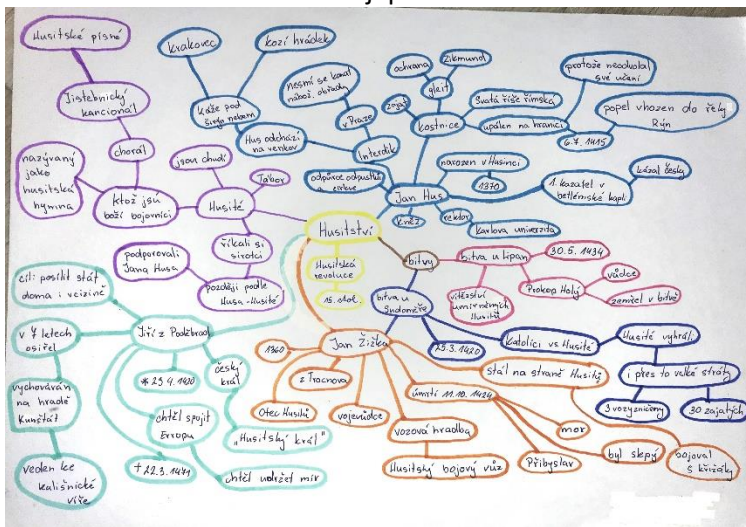 Husitské písně
Jistebnický
kancionál
chorál
nazývaný
jako
husitská
hymna
ktož jsú
boží bojovníci
Husité
jsou chudí
Tábor
říkali si
sirotci
později podle
Husa-Husité
podporovali
Jana Husa
krakovec
kozí hrádek
káže pod
širým nebem
Hus odchází
na venkov
nesmí se konat
nábož. obřady
v Praze
Interdikt
ochrana
Zikmund
glejt
zájat
kostnice
Svatá říše římská
upálen na hranici
protože neodvolal
své učení
popel vhozen do řeky
Rýn
6.7. 1415
Jan Hus
odpůrce odpustků
a církve
narozen v Husinci
1370
1. kazatel v
betlémské kapli
kázal česky
kněz
rektor
karlova univerzita
Husitství
Husitská
revoluce
15. stol.
bitvy
bitva u Lipan
30.5. 1434
vítězství
umírněných
Husitů
Prokop Holý
vůdce
zemřel v bitvě
bitva u
Sudoměře
25.3.1420
katolíci vs Husité
Husité vyhráli
i přes to velké ztráty
3 vozy zničeny
30 zajatých
Jan Žižka
1360
z Trocnova
Otec Husitů
vojevůdce
vozová hradba
Husitský bojový vůz
stál na straně Husitů
úmrtí 11.10.1424
mor
byl slepý
Přibyslav
bojoval
s křižáky
Jiří z Poděbrad
cíl: posílit stát
doma i v cizině
v 7 letech
osiřel
vychováván
na hradě
Kunštát
veden ke
kališnické
víře
* 23.4.1420
český
král
"Husitský král"
chtěl spojit
Evropu
† 22.3.1471
chtěl udržet mír